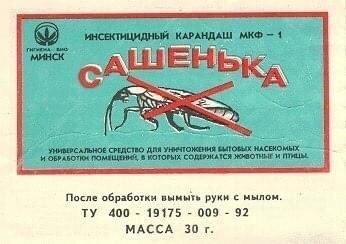 ИНСЕКТИЦИДНЫЙ КАРАНДАШ МКФ – 1
ГИГИЕНА-БИО
МИНСК
САШЕНЬКА
УНИВЕРСАЛЬНОЕ СРЕДСТВО ДЛЯ УНИЧТОЖЕНИЯ БЫТОВЫХ НАСЕКОМЫХ
И ОБРАБОТКИ ПОМЕЩЕНИЙ, В КОТОРЫХ СОДЕРЖАТСЯ ЖИВОТНЫЕ И ПТИЦЫ.
После обработки вымыть руки с мылом.
ТУ 400 - 19175 - 009 - 92
МАССА 30 г.